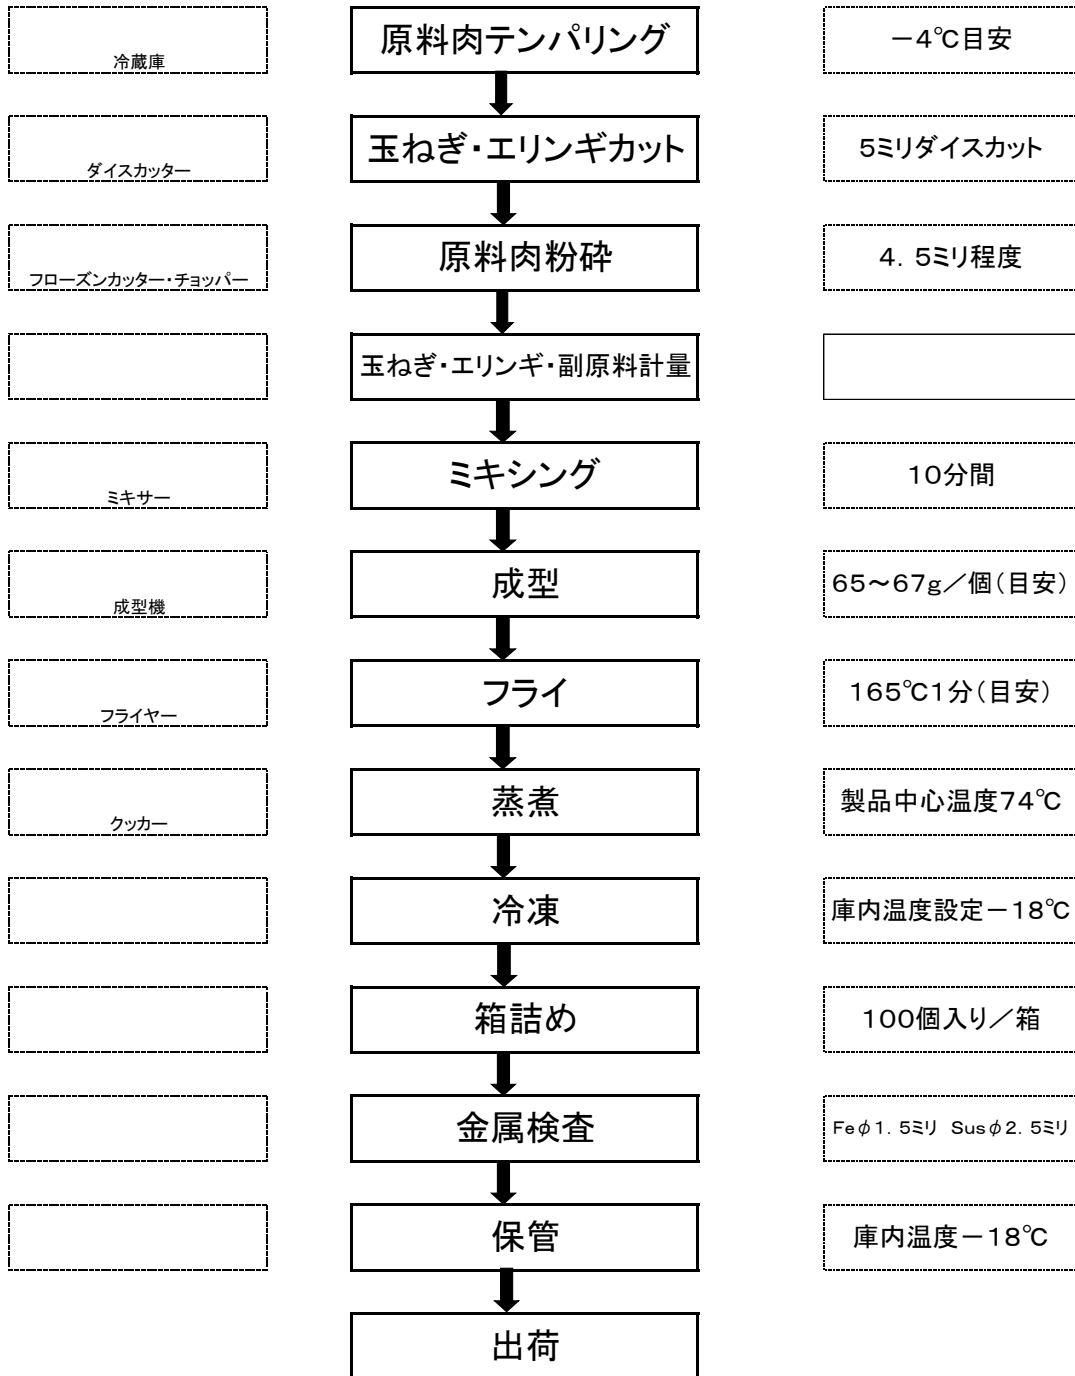 冷蔵庫
原料肉テンパリング
－4℃目安
ダイスカッター
玉ねぎ・エリンギカット
5ミリダイスカット
フローズンカッター・チョッパー
原料肉粉砕
4．5ミリ程度
玉ねぎ・エリンギ・副原料計量
ミキサー
ミキシング
10分間
成型機
成型
65～67g／個（目安）
フライヤー
フライ
165℃1分（目安）
クッカー
蒸煮
製品中心温度74℃
冷凍
庫内温度設定－18℃
箱詰め
100個入り／箱
金属検査
Feφ1．5ミリ　Susφ2．5ミリ
保管
庫内温度－18℃
出荷